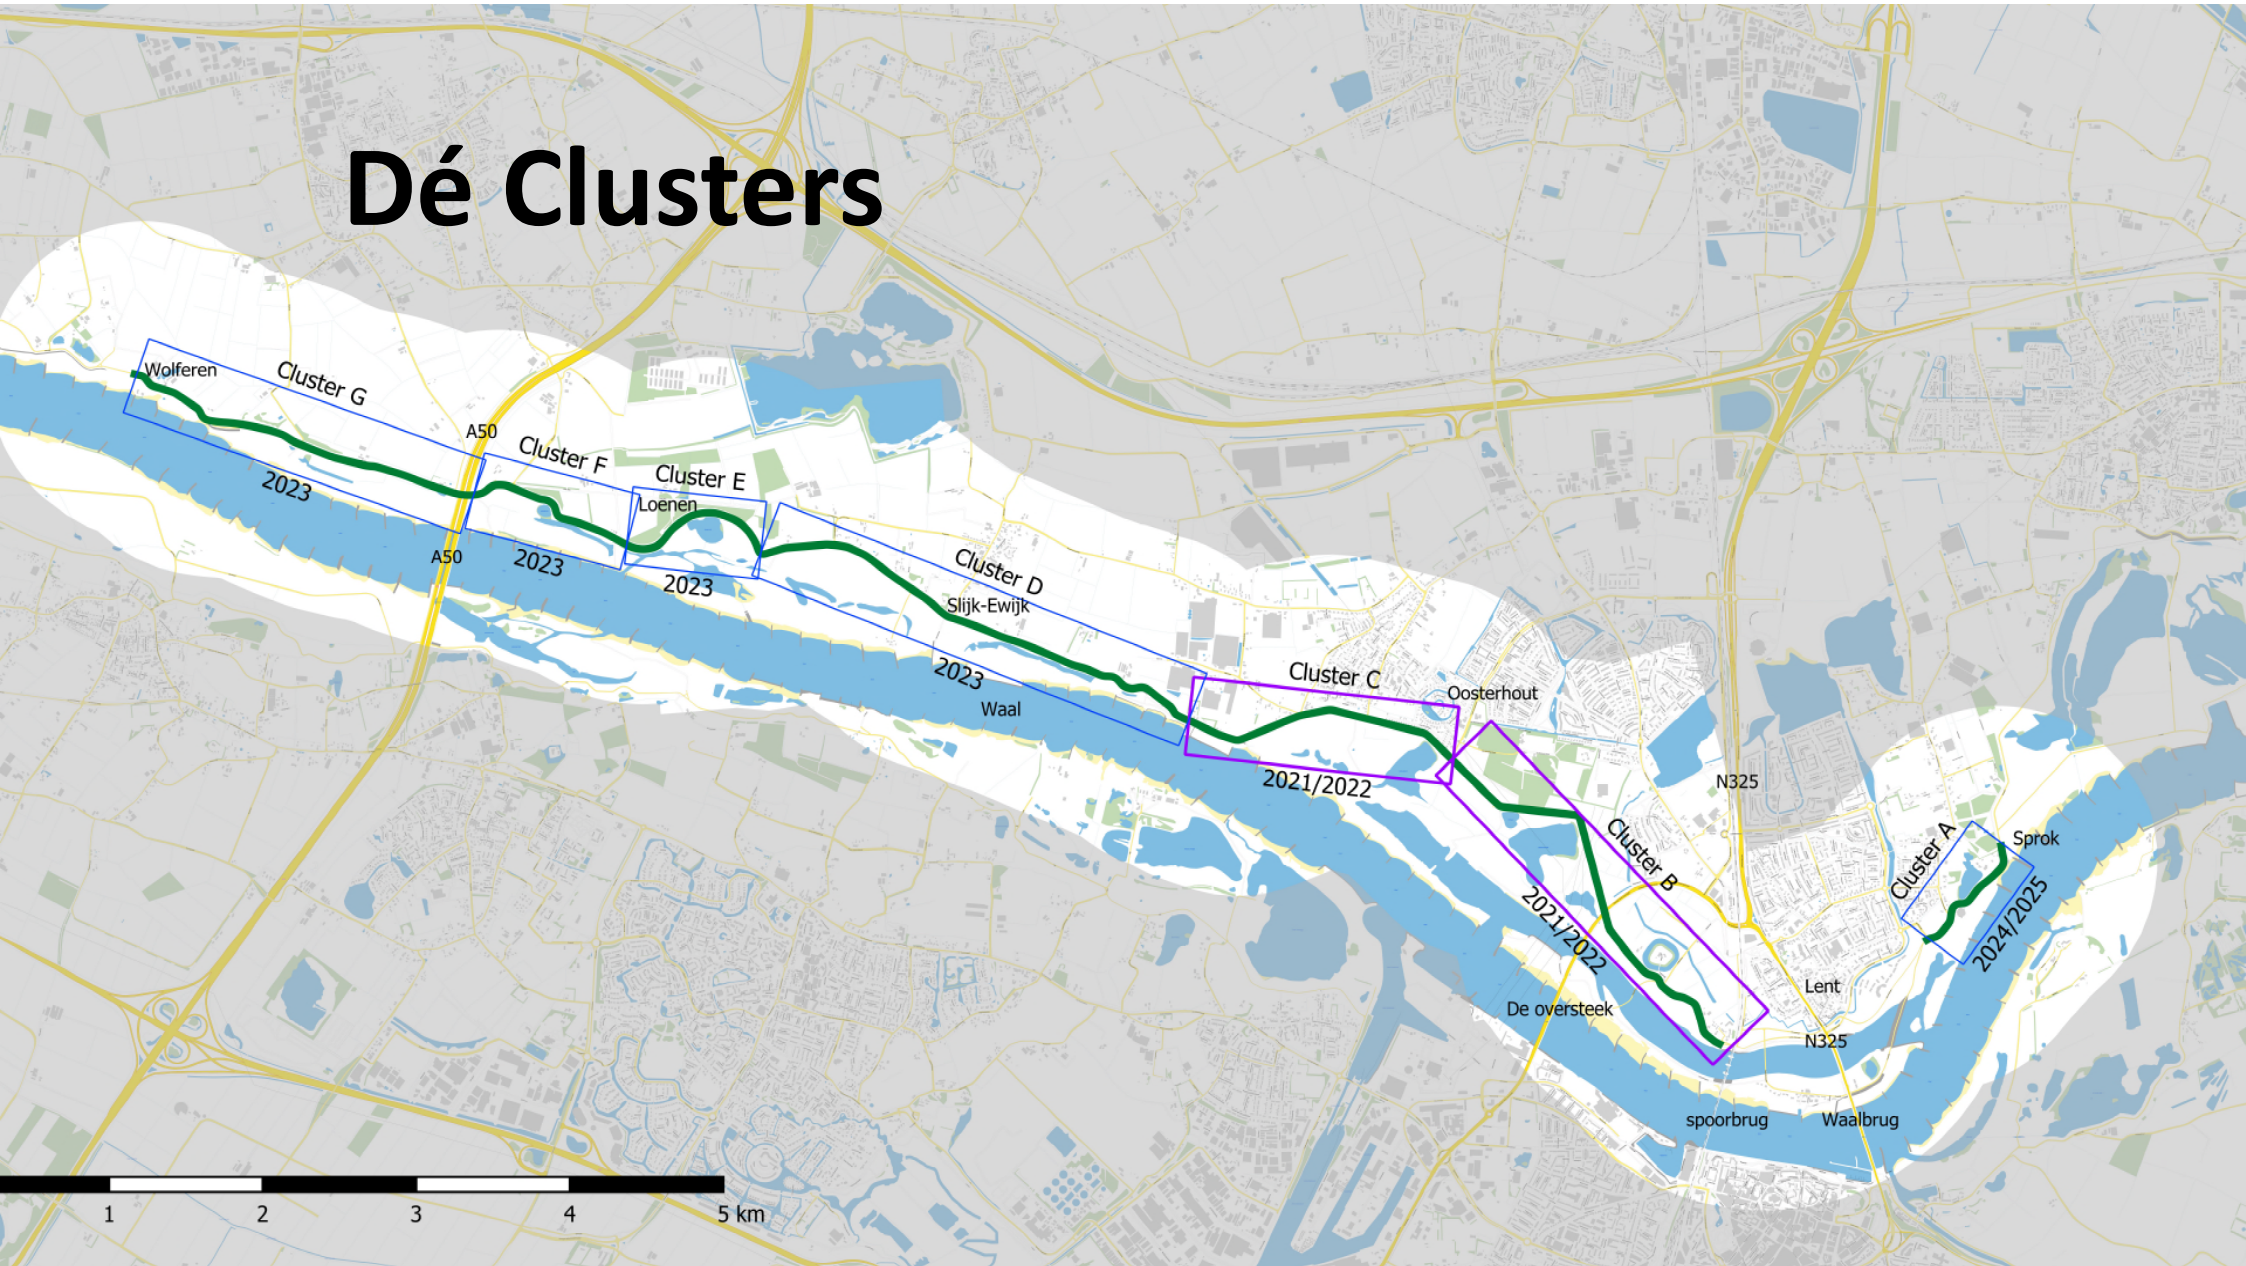 Dé Clusters
Wolferen
Cluster G
2023
A50
A50
Cluster F
2023
Cluster E
Loenen
2023
Cluster D
Slijk-Ewijk
2023
Waal
Cluster C
Oosterhout
2021/2022
N325
Cluster B
2021/2022
De oversteek
Cluster A
Sprok
2024/2025
Lent
N325
spoorbrug
Waalbrug
1 2 3 4 5 km